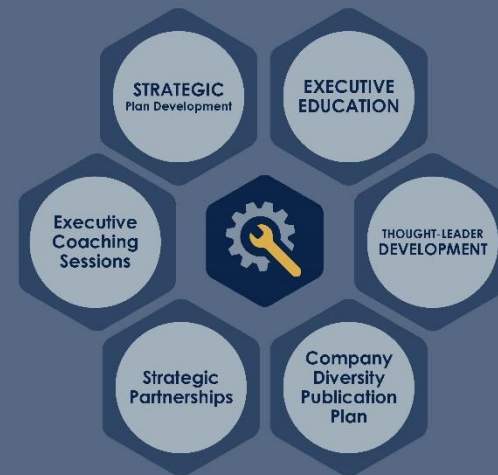 STRATEGIC
Plan Development
EXECUTIVE
EDUCATION
Executive
Coaching
Sessions
THOUGHT-LEADER
DEVELOPMENT
Strategic
Partnerships
Company
Diversity
Publication
Plan